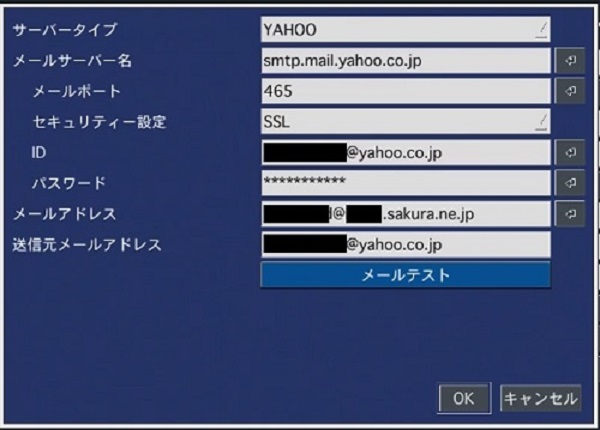 サーバータイプ YAHOO
メールサーバー名 smtp.mail.yahoo.co.jp
メールポート 465
セキュリティー設定 SSL
ID @yahoo.co.jp
パスワード ***********
メールアドレス @ .sakura.ne.jp
送信元メールアドレス @yahoo.co.jp
メールテスト
OK キャンセル